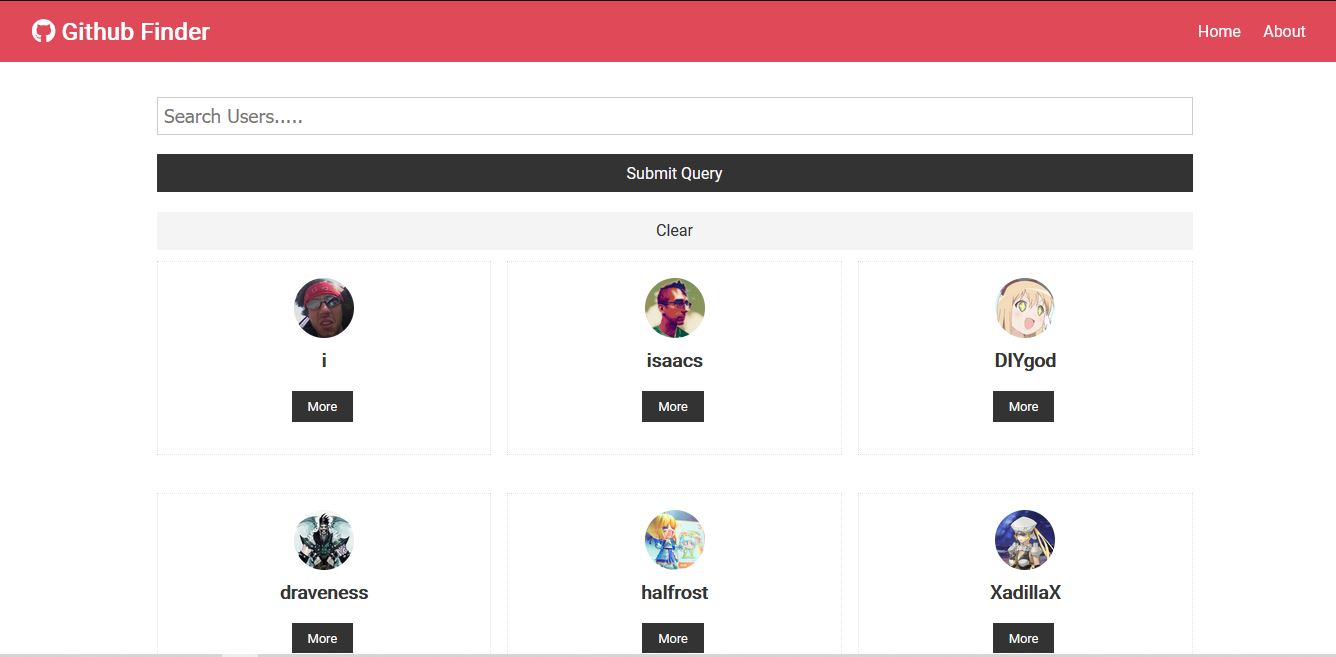 Github Finder Home About
Search Users.....
Submit Query
Clear
i isaacs DIYgod
More More More
draveness halfrost XadillaX
More More More